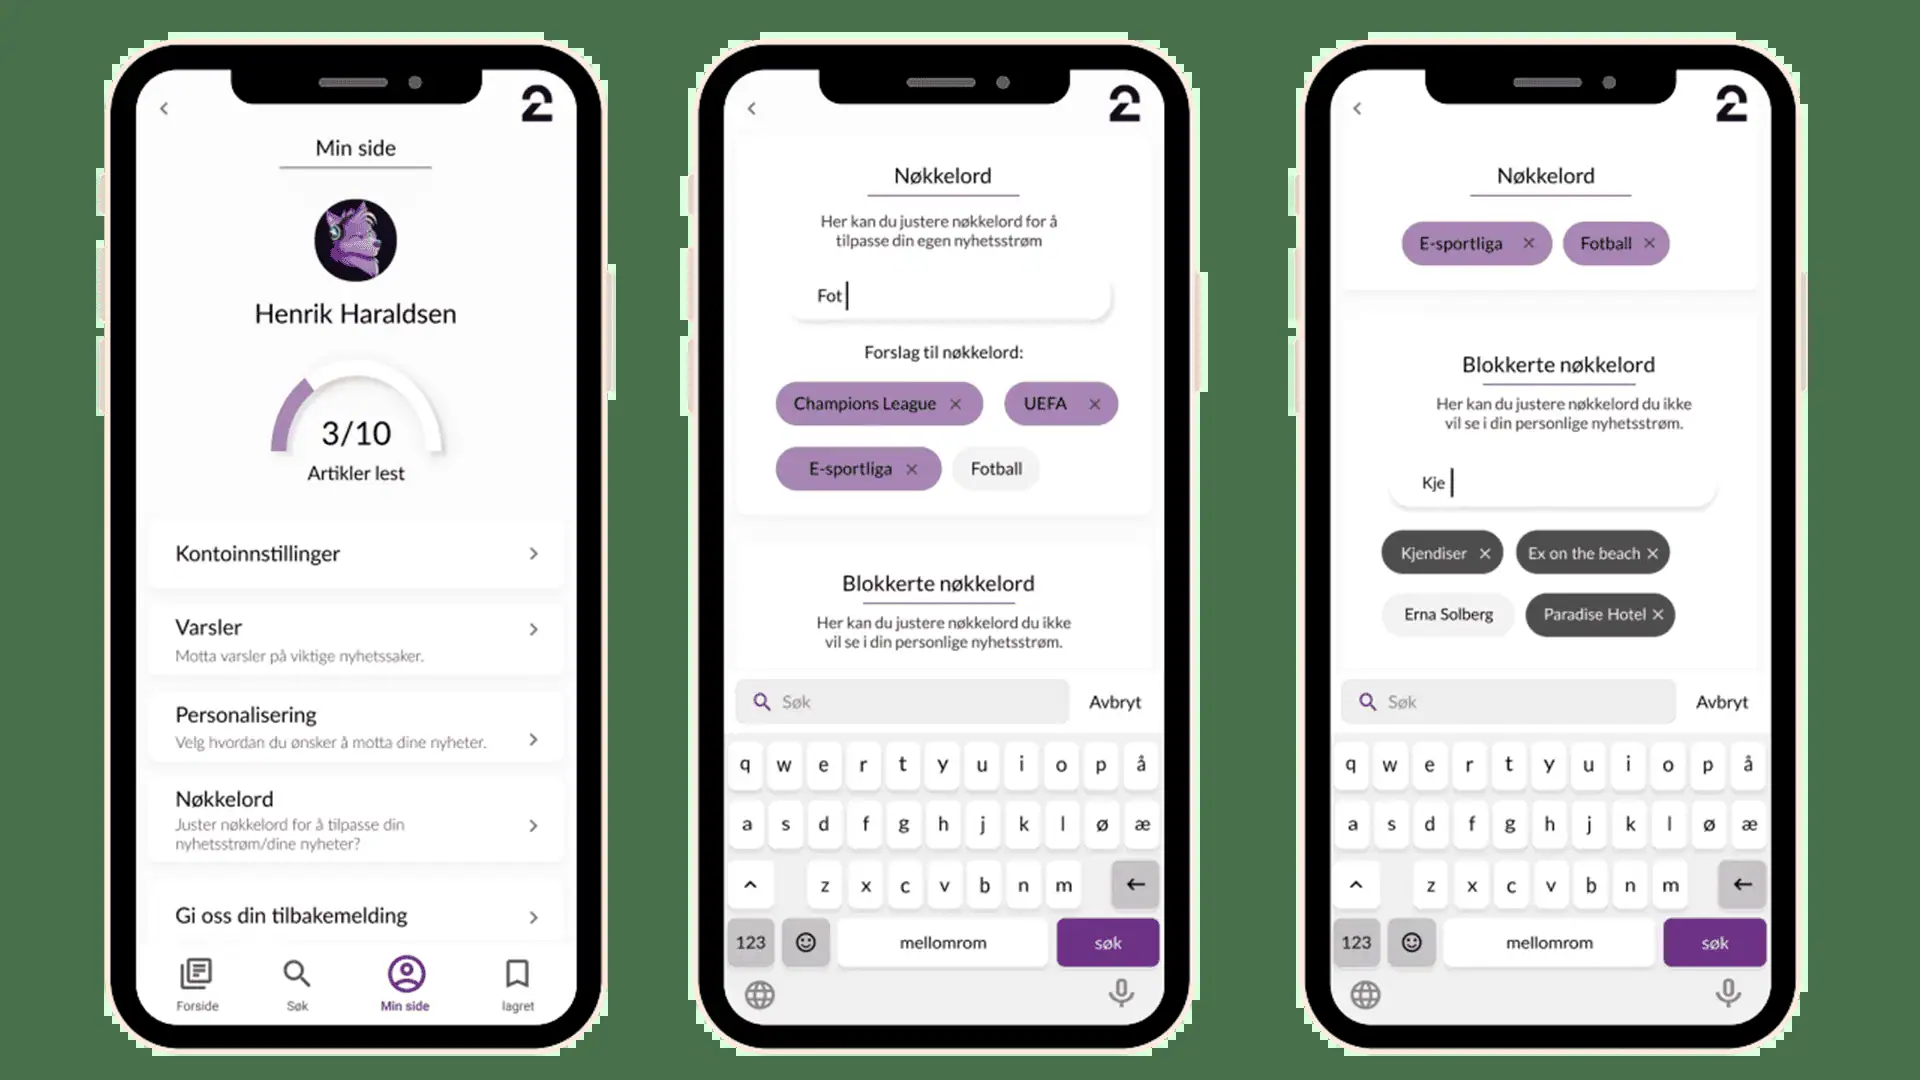 2
Min side
Henrik Haraldsen
3/10
Artikler lest
Kontoinnstillinger
Varsler
Motta varsler på viktige nyhetssaker.
Personalisering
Velg hvordan du ønsker å motta dine nyheter.
Nøkkelord
Juster nøkkelord for å tilpasse din
nyhetsstrøm/dine nyheter?
Gi oss din tilbakemelding
Forside Søk Min side lagret
2
Nøkkelord
Her kan du justere nøkkelord for å
tilpasse din egen nyhetsstrøm
Fot
Forslag til nøkkelord:
Champions League × UEFA ×
E-sportliga × Fotball
Blokkerte nøkkelord
Her kan du justere nøkkelord du ikke
vil se i din personlige nyhetsstrøm.
Søk Avbryt
q w e r t y u i o p å
a s d f g h j k l ø æ
z x c v b n m
123 mellomrom søk
2
Nøkkelord
E-sportliga × Fotball ×
Blokkerte nøkkelord
Her kan du justere nøkkelord du ikke
vil se i din personlige nyhetsstrøm.
Kje
Kjendiser × Ex on the beach ×
Erna Solberg Paradise Hotel ×
Søk Avbryt
q w e r t y u i o p å
a s d f g h j k l ø æ
z x c v b n m
123 mellomrom søk